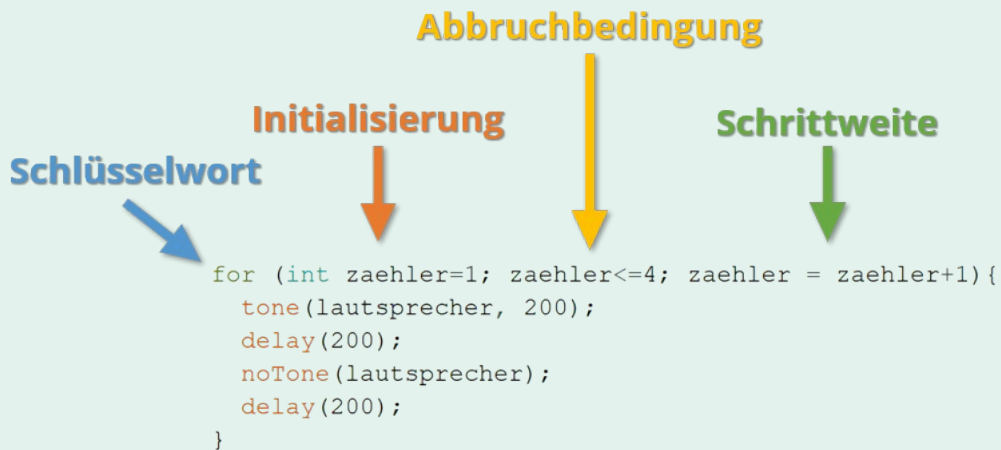 Abbruchbedingung
Initialisierung
Schrittweite
Schlüsselwort
for (int zaehler=1; zaehler<=4; zaehler = zaehler+1){
tone(lautsprecher, 200);
delay(200);
noTone(lautsprecher);
delay(200);
}